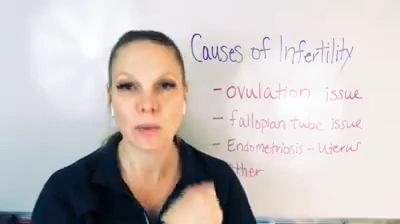 Causes of Infertility
- ovulation issue
- fallopian tube issue
- Endometriosis - Uterus